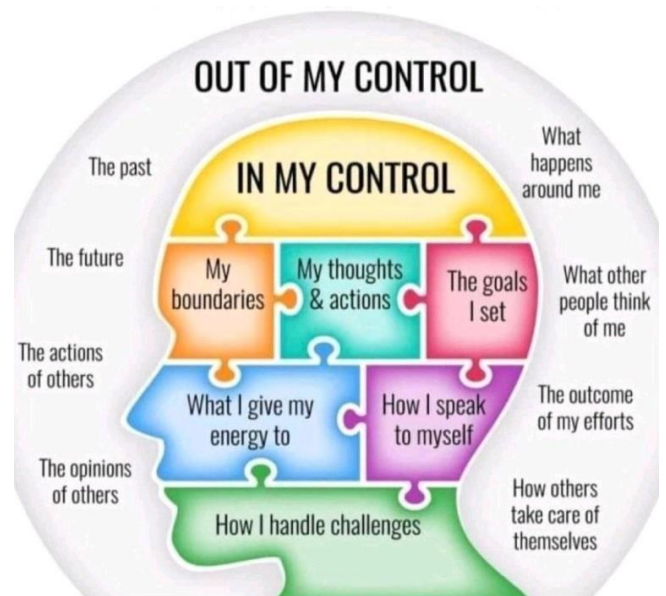 OUT OF MY CONTROL
The past
The future
The actions
of others
The opinions
of others
IN MY CONTROL
My
boundaries
My thoughts
& actions
The goals
I set
What I give my
energy to
How I speak
to myself
How I handle challenges
What
happens
around me
What other
people think
of me
The outcome
of my efforts
How others
take care of
themselves